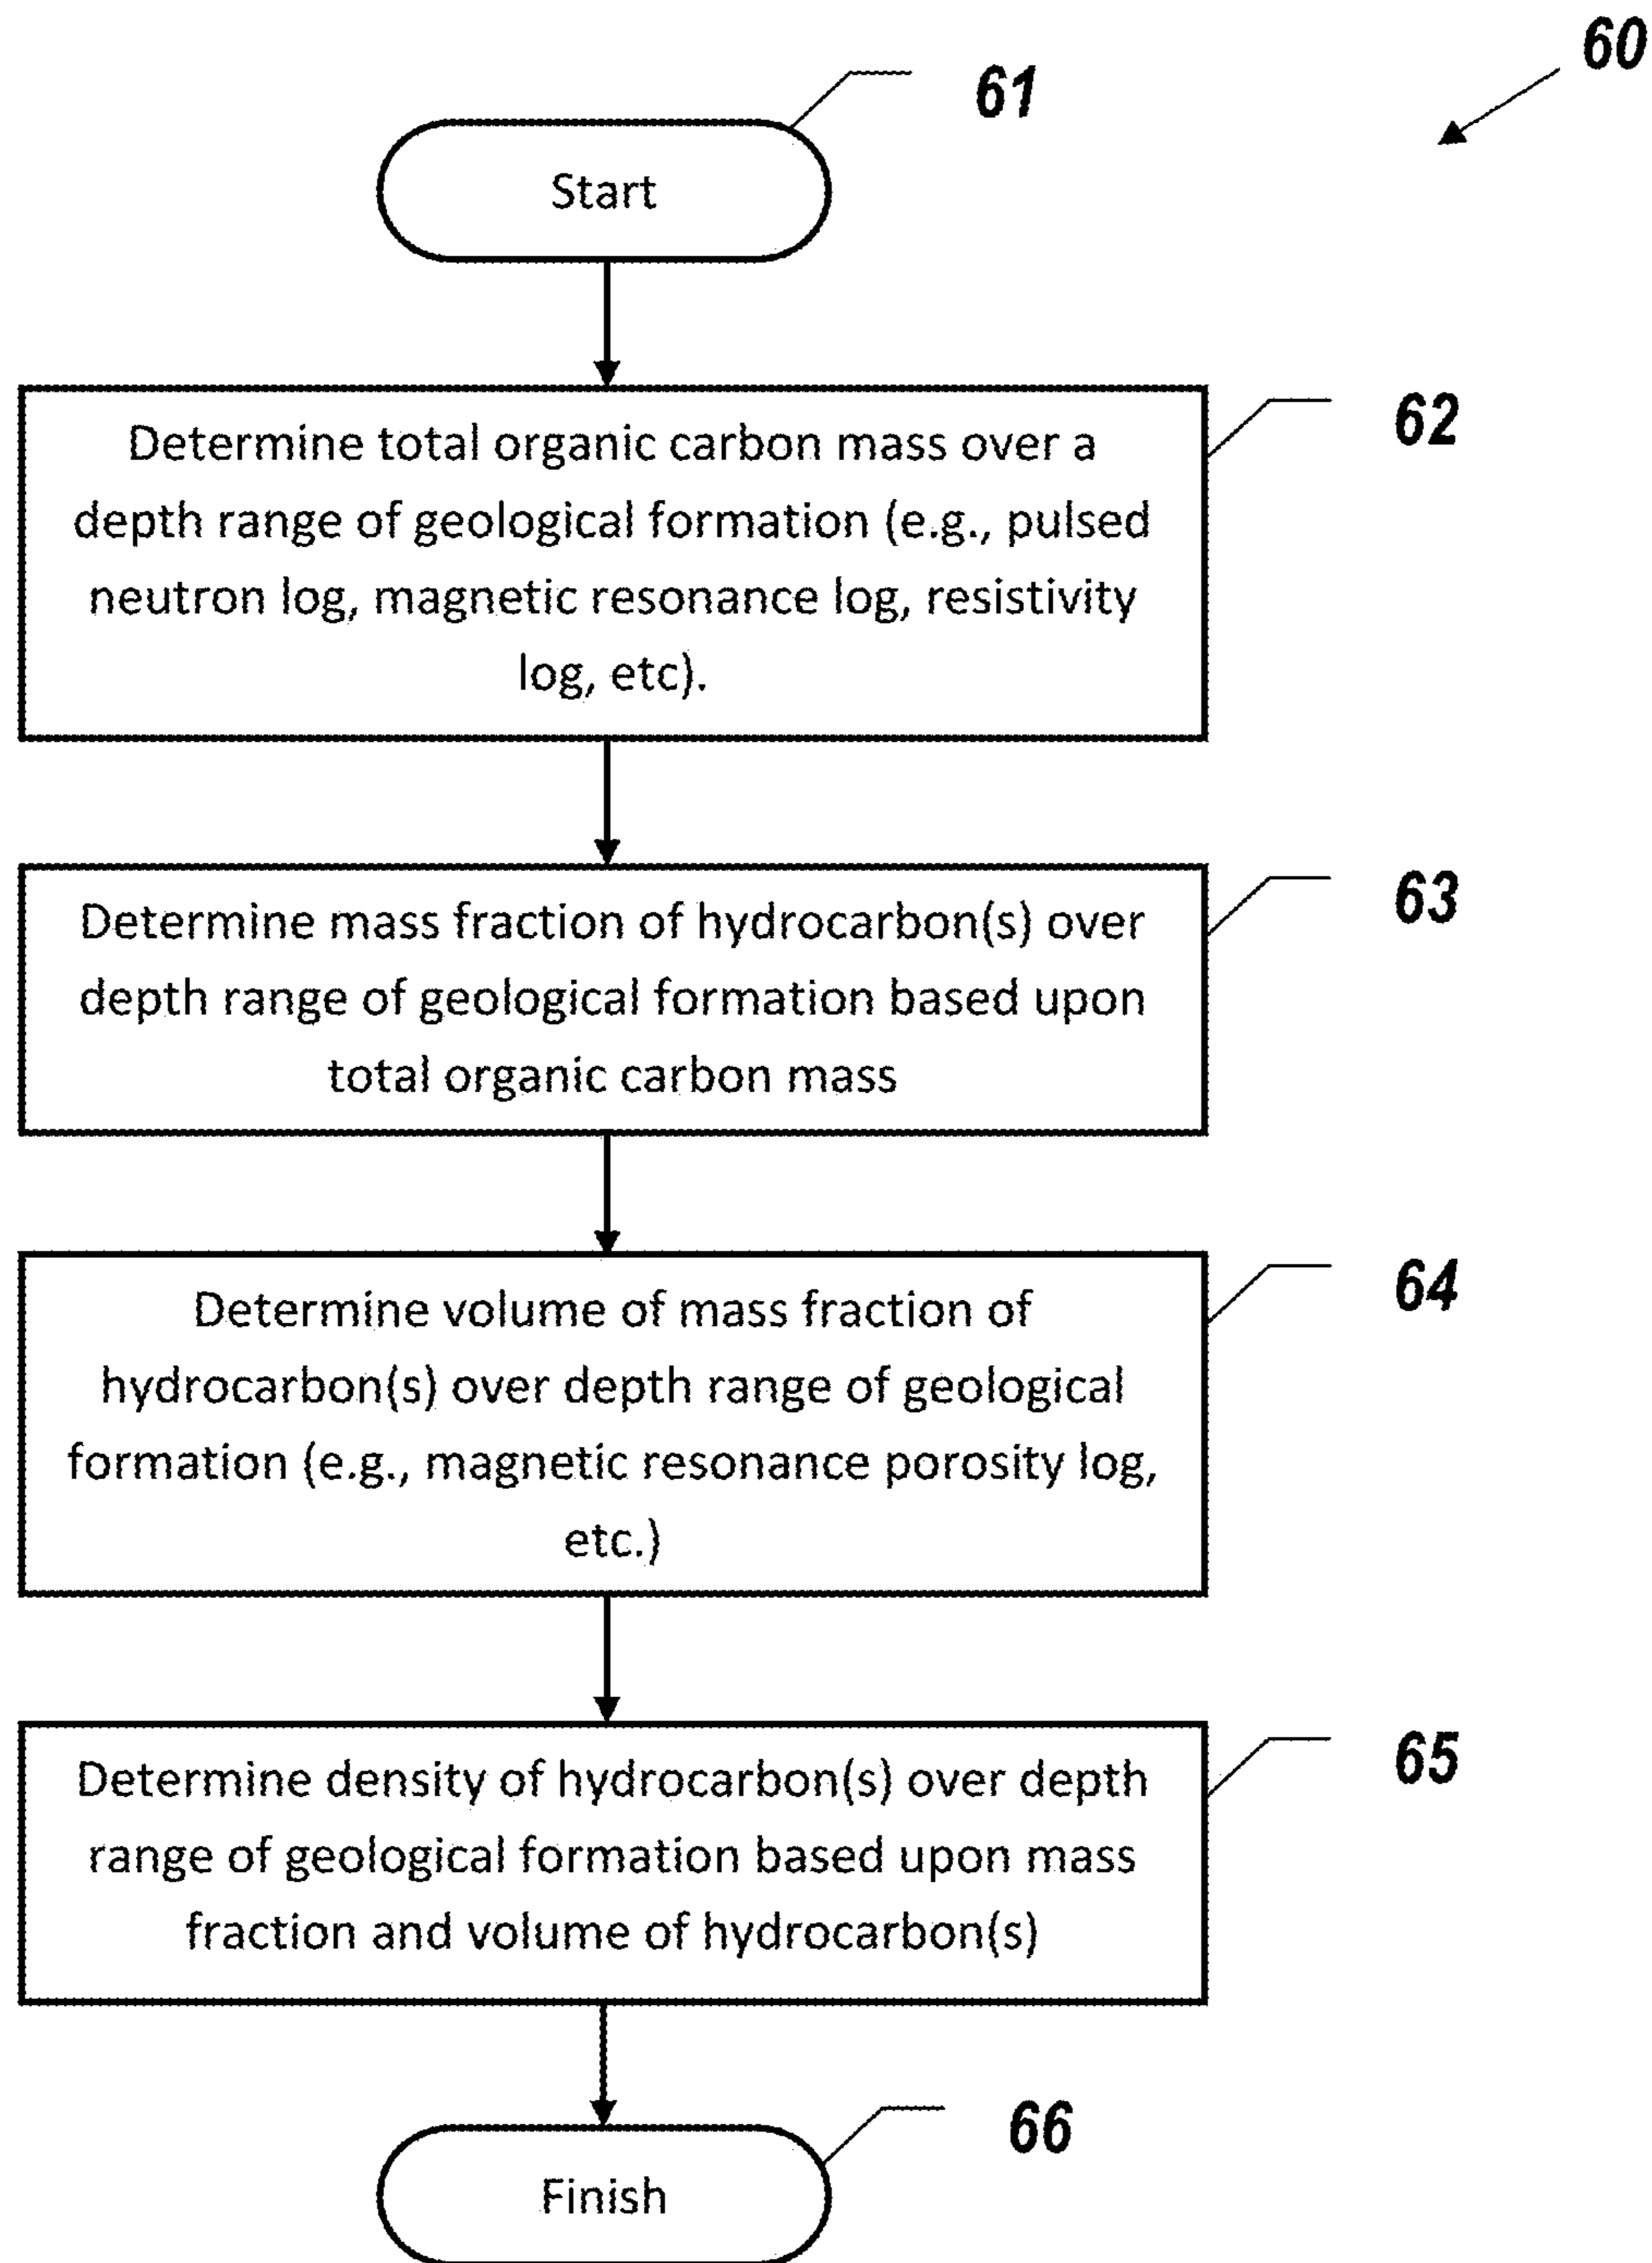 60
61
Start
62
Determine total organic carbon mass over a
depth range of geological formation (e.g., pulsed
neutron log, magnetic resonance log, resistivity
log, etc).
63
Determine mass fraction of hydrocarbon(s) over
depth range of geological formation based upon
total organic carbon mass
64
Determine volume of mass fraction of
hydrocarbon(s) over depth range of geological
formation (e.g., magnetic resonance porosity log,
etc.)
65
Determine density of hydrocarbon(s) over depth
range of geological formation based upon mass
fraction and volume of hydrocarbon(s)
66
Finish